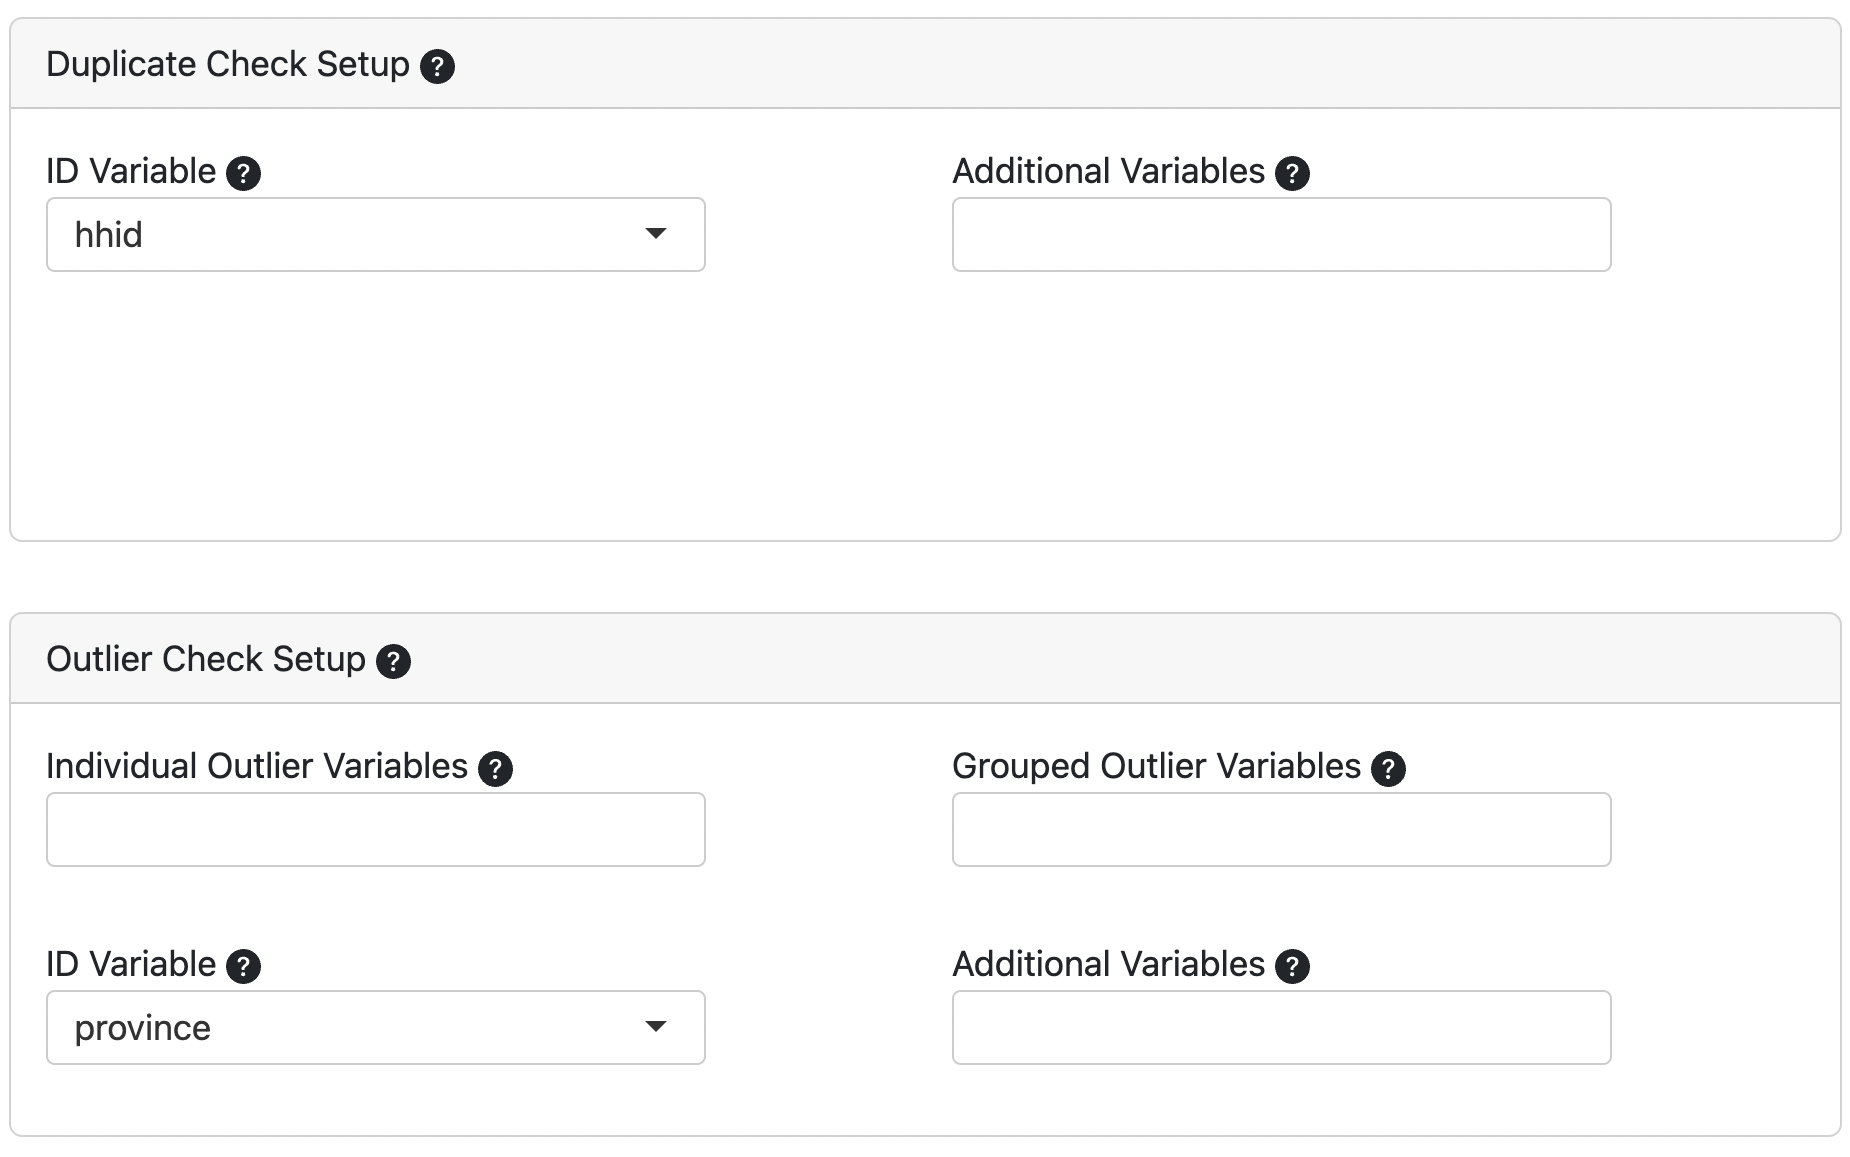 Duplicate Check Setup ?
ID Variable ?
Additional Variables ?
hhid
Outlier Check Setup ?
Individual Outlier Variables ?
Grouped Outlier Variables ?
ID Variable ?
Additional Variables ?
province